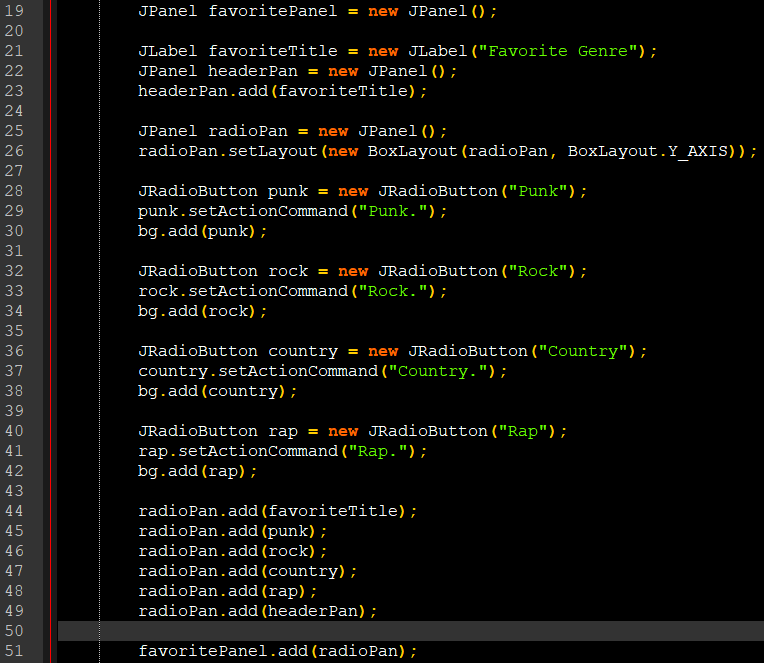 19 JPanel favoritePanel = new JPanel();
20
21 JLabel favoriteTitle = new JLabel("Favorite Genre");
22 JPanel headerPan = new JPanel();
23 headerPan.add(favoriteTitle);
24
25 JPanel radioPan = new JPanel();
26 radioPan.setLayout(new BoxLayout(radioPan, BoxLayout.Y_AXIS));
27
28 JRadioButton punk = new JRadioButton("Punk");
29 punk.setActionCommand("Punk.");
30 bg.add(punk);
31
32 JRadioButton rock = new JRadioButton("Rock");
33 rock.setActionCommand("Rock.");
34 bg.add(rock);
35
36 JRadioButton country = new JRadioButton("Country");
37 country.setActionCommand("Country.");
38 bg.add(country);
39
40 JRadioButton rap = new JRadioButton("Rap");
41 rap.setActionCommand("Rap.");
42 bg.add(rap);
43
44 radioPan.add(favoriteTitle);
45 radioPan.add(punk);
46 radioPan.add(rock);
47 radioPan.add(country);
48 radioPan.add(rap);
49 radioPan.add(headerPan);
50
51 favoritePanel.add(radioPan);